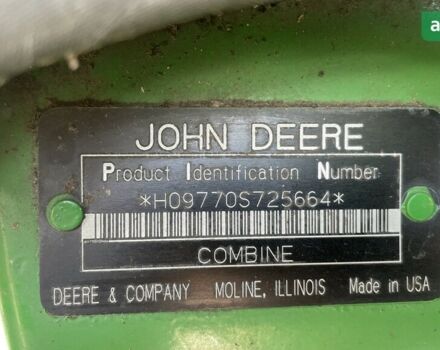 a
JOHN DEERE
Product Identification Number
*H09770S725664*
COMBINE
DEERE & COMPANY MOLINE, ILLINOIS Made in USA